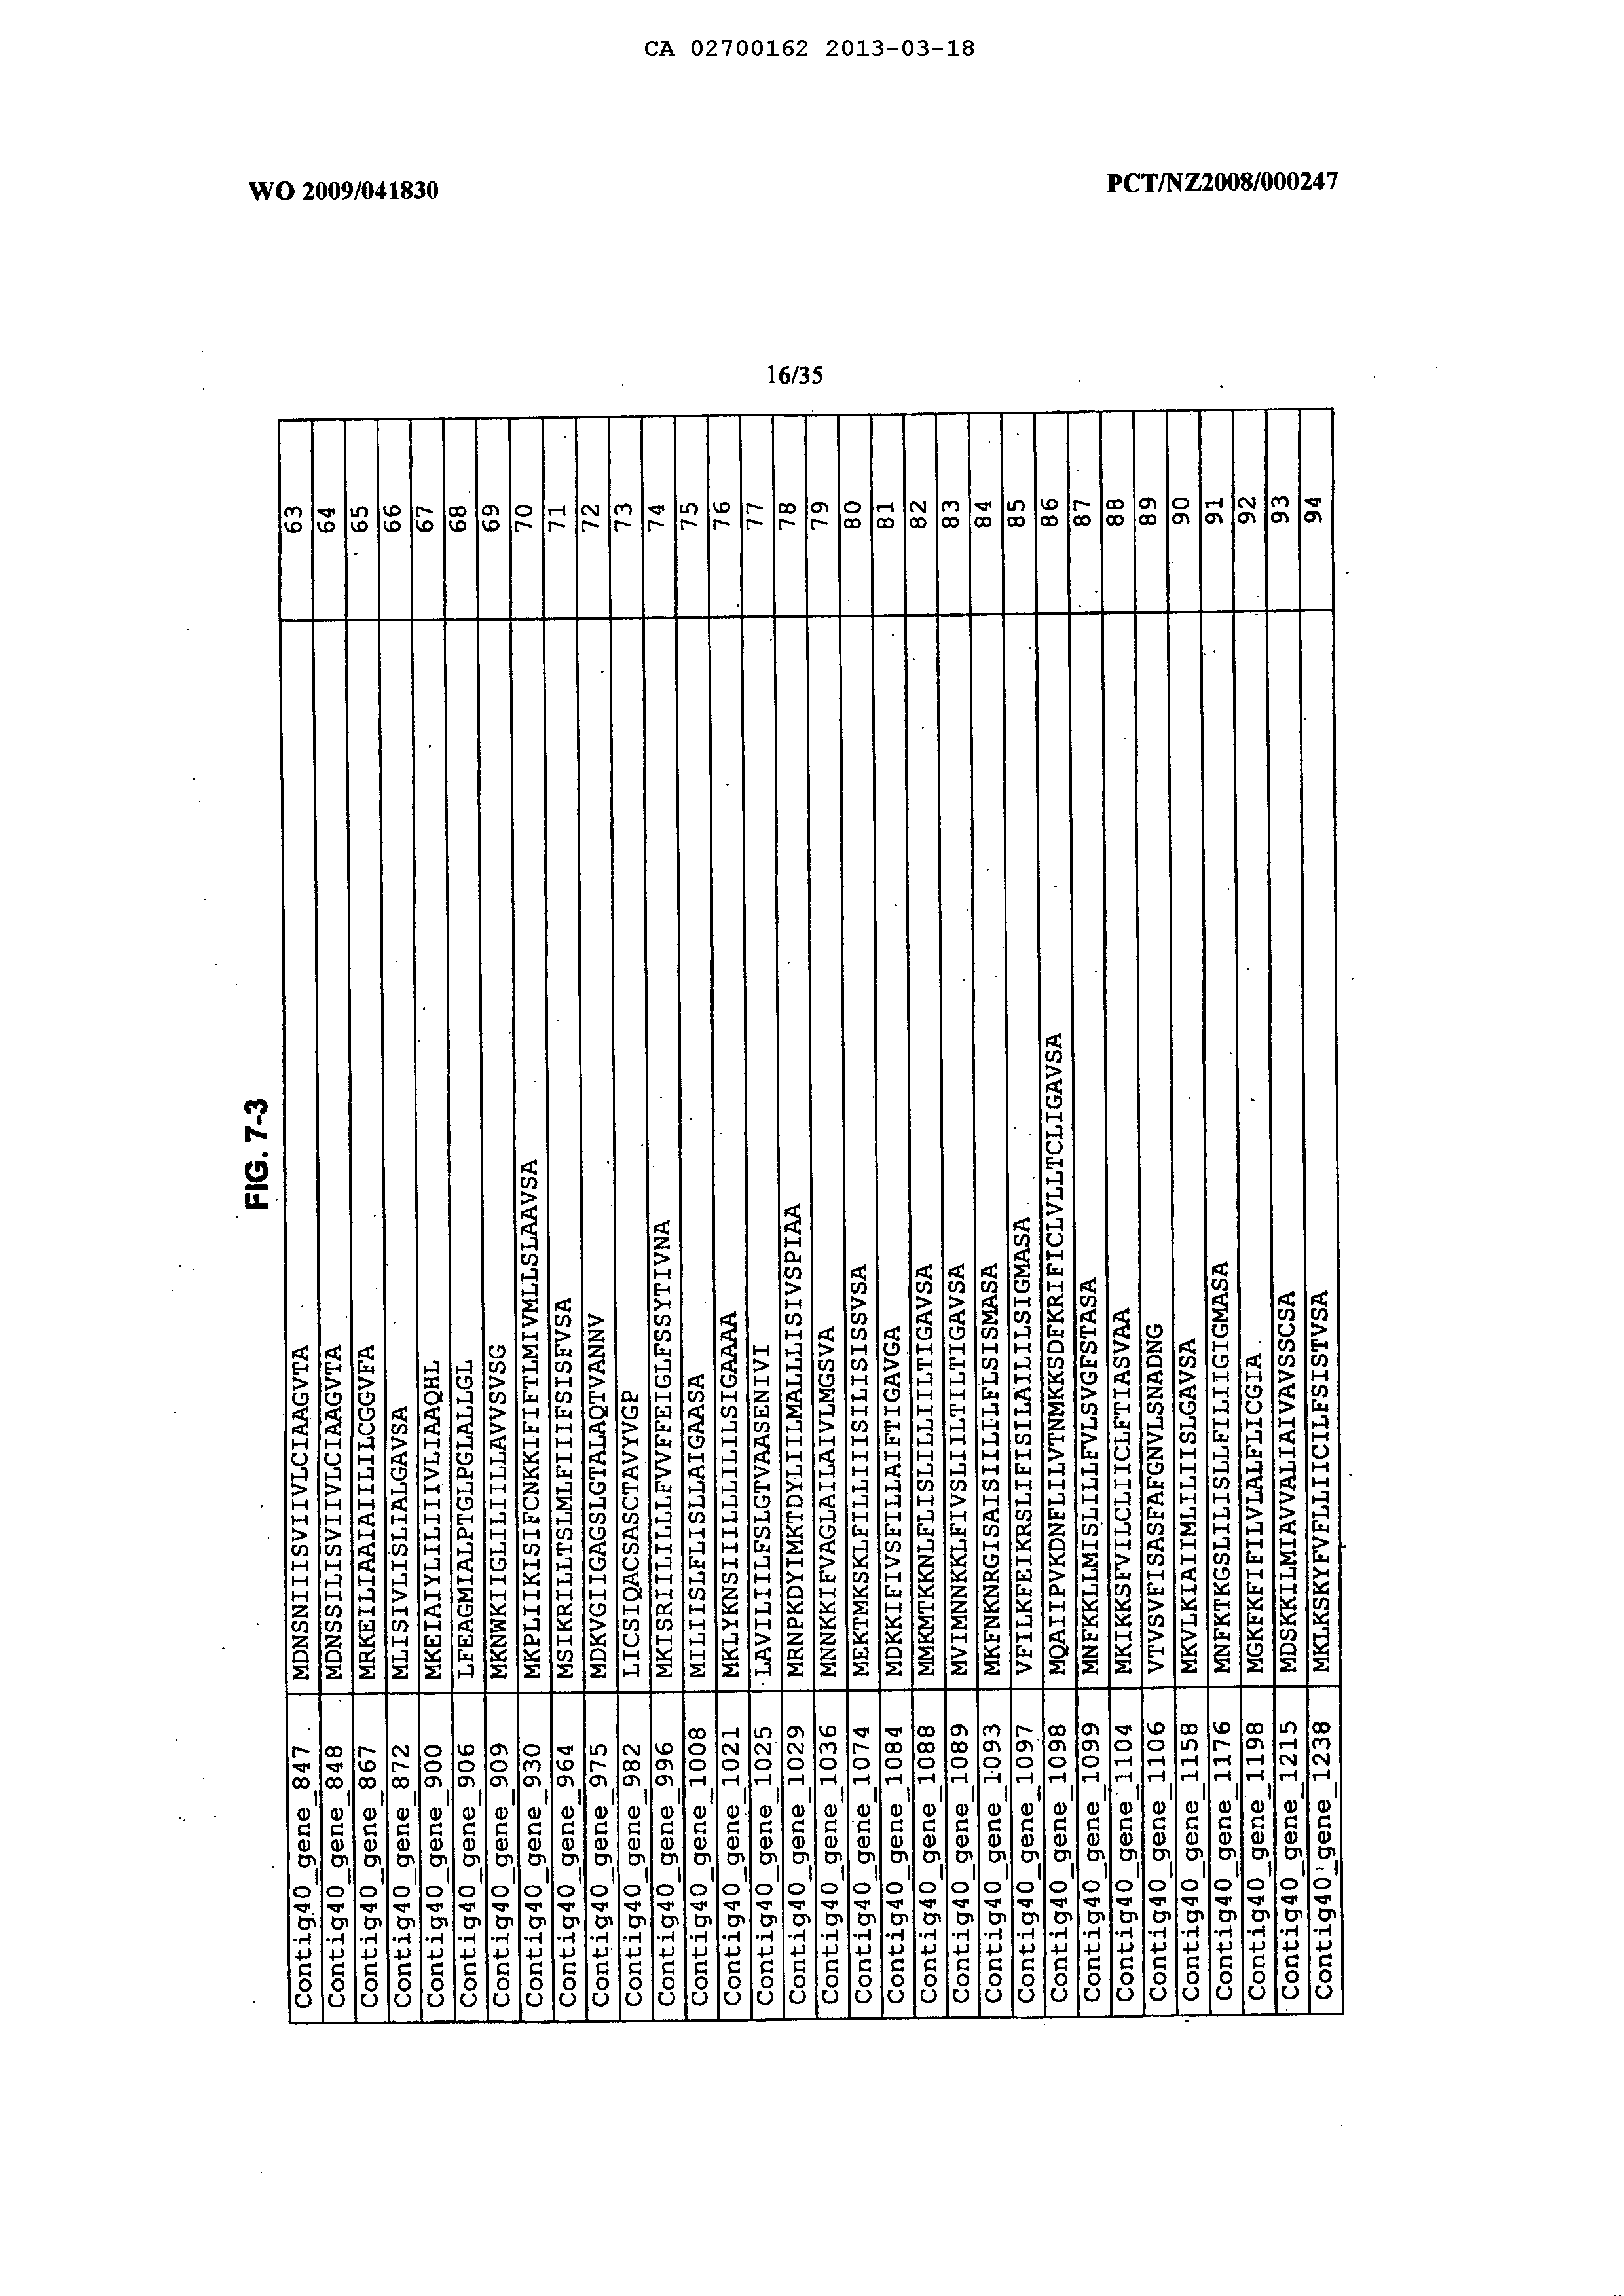 CA 02700162 2013-03-18
WO 2009/041830
PCT/NZ2008/000247
16/35
FIG. 7-3
Contig40_gene_847 MDNSNIIISVIIVLCIAAGVTA 63
Contig40_gene_848 MDNSSILISVIIVLCIAAGVTA 64
Contig40_gene_867 MRKEILIAAIAIILILCGGVFA 65
Contig40_gene_872 MLISIVLISLIALGAVSA 66
Contig40_gene_900 MKEIAIYLILIIIVLIAAQHL 67
Contig40_gene_906 LFEAGMIALPTGLPGLALLGL 68
Contig40_gene_909 MKNWKIIGLILIILLAVVSVSG 69
Contig40_gene_930 MKPLIIKISIFCNKKIFIFTLMIVMLLSLAAVSA 70
Contig40_gene_964 MSIKRILLTSLMLFIIIFSISFVSA 71
Contig40_gene_975 MDKVGIIGAGSLGTALAQTVANNV 72
Contig40_gene_982 LICSIQACSASCTAVYVGP 73
Contig40_gene_996 MKISRIILILLLFVVVFFEIGLFSSYTIVNA 74
Contig40_gene_1008 MILIISLFLISLLAIGAASA 75
Contig40_gene_1021 MKLYKNSIIILLLILILSIGAAAA 76
Contig40_gene_1025 LAVILIILFSLGTVAASENIVI 77
Contig40_gene_1029 MRNPKDYIMKTDYLIILMALLLISIVSPIAA 78
Contig40_gene_1036 MNNKKIFVAGLAILAIVLMGSVA 79
Contig40_gene_1074 MEKTMKSKLFILLIIISILISISSVSA 80
Contig40_gene_1084 MDKKIFIVSFILLAIFTIGAVGA 81
Contig40_gene_1088 MMKMTKKNLFLISLILLIILTIGAVSA 82
Contig40_gene_1089 MVIMNNKKLFIVSLIILTILTIGAVSA 83
Contig40_gene_1093 MKFNKNRGISAISIILILFLSISMASA 84
Contig40_gene_1097 VFILKFEIKRSLIFISILAILILSIGMASA 85
Contig40_gene_1098 MQAIIPVKDNFLILVTNMKKSDFKRIFICLVLLTCLIGAVSA 86
Contig40_gene_1099 MNFKKLLMISLILLFVLSVGFSTASA 87
Contig40_gene_1104 MKIKKSFVILCLIICLFTIASVAA 88
Contig40_gene_1106 VTVSVFISASFAFGNVLSNADNG 89
Contig40_gene_1158 MKVLKIAIIMLILIISLGAVSA 90
Contig40_gene_1176 MNFKTKGSLILISLLFILIIGIGMASA 91
Contig40_gene_1198 MGKFKFIFILVLALFLICGIA 92
Contig40_gene_1215 MDSKKILMIAVVALIAIVAVSSCSA 93
Contig40_gene_1238 MKLKSKYFVFLLIICILFSISTVSA 94